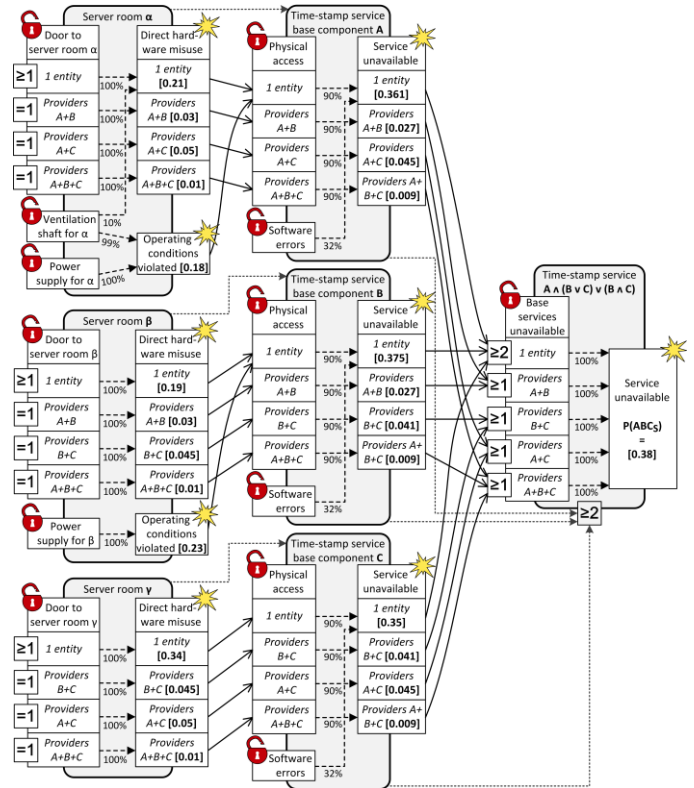 Server room α
Door to
server room α
Direct hard-
ware misuse
≥1
1 entity
100%
1 entity
[0.21]
=1
Providers
A+B
100%
Providers
A+B [0.03]
=1
Providers
A+C
100%
Providers
A+C [0.05]
=1
Providers
A+B+C
100%
Providers
A+B+C [0.01]
Ventilation
shaft for α
10%
99%
Power
supply for α
100%
Operating
conditions
violated [0.18]
Time-stamp service
base component A
Physical
access
Service
unavailable
1 entity
90%
1 entity
[0.361]
Providers
A+B
90%
Providers
A+B [0.027]
Providers
A+C
90%
Providers
A+C [0.045]
Providers
A+B+C
90%
Providers A+
B+C [0.009]
Software
errors
32%
Server room β
Door to
server room β
Direct hard-
ware misuse
≥1
1 entity
100%
1 entity
[0.19]
=1
Providers
A+B
100%
Providers
A+B [0.03]
=1
Providers
B+C
100%
Providers
B+C [0.045]
=1
Providers
A+B+C
100%
Providers
A+B+C [0.01]
Power
supply for β
100%
Operating
conditions
violated [0.23]
Time-stamp service
base component B
Physical
access
Service
unavailable
1 entity
90%
1 entity
[0.375]
Providers
A+B
90%
Providers
A+B [0.027]
Providers
B+C
90%
Providers
B+C [0.041]
Providers
A+B+C
90%
Providers A+
B+C [0.009]
Software
errors
32%
Server room γ
Door to
server room γ
Direct hard-
ware misuse
≥1
1 entity
100%
1 entity
[0.34]
=1
Providers
B+C
100%
Providers
B+C [0.045]
=1
Providers
A+C
100%
Providers
A+C [0.05]
=1
Providers
A+B+C
100%
Providers
A+B+C [0.01]
Time-stamp service
base component C
Physical
access
Service
unavailable
1 entity
90%
1 entity
[0.35]
Providers
B+C
90%
Providers
B+C [0.041]
Providers
A+C
90%
Providers
A+C [0.045]
Providers
A+B+C
90%
Providers A+
B+C [0.009]
Software
errors
32%
Time-stamp service
A ∧ (B ∨ C) ∨ (B ∧ C)
Base
services
unavailable
≥2
1 entity
100%
≥1
Providers
A+B
100%
≥1
Providers
B+C
100%
≥1
Providers
A+C
100%
≥1
Providers
A+B+C
100%
Service
unavailable
P(ABCS)
=
[0.38]
≥2